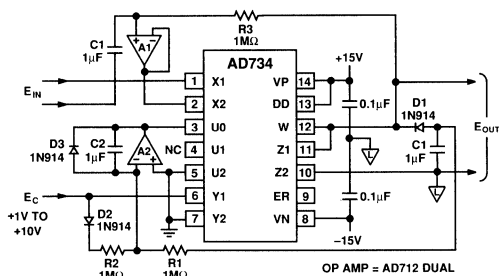 R3
1MΩ
C1
1μF
A1
AD734
+15V
E IN
1 X1 VP 14
2 X2 DD 13
0.1μF
D1
1N914
3 U0 W 12
E OUT
D3
1N914
C2
1μF
A2
NC 4 U1 Z1 11
L
C1
1μF
5 U2 Z2 10
L
E C
+1V TO
+10V
6 Y1 ER 9
0.1μF
7 Y2 VN 8
D2
1N914
–15V
R2
1MΩ
R1
1MΩ
OP AMP = AD712 DUAL